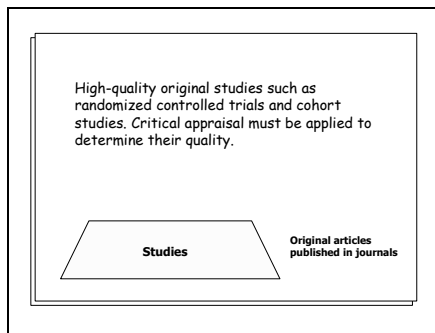 High-quality original studies such as
randomized controlled trials and cohort
studies. Critical appraisal must be applied to
determine their quality.
Studies
Original articles
published in journals